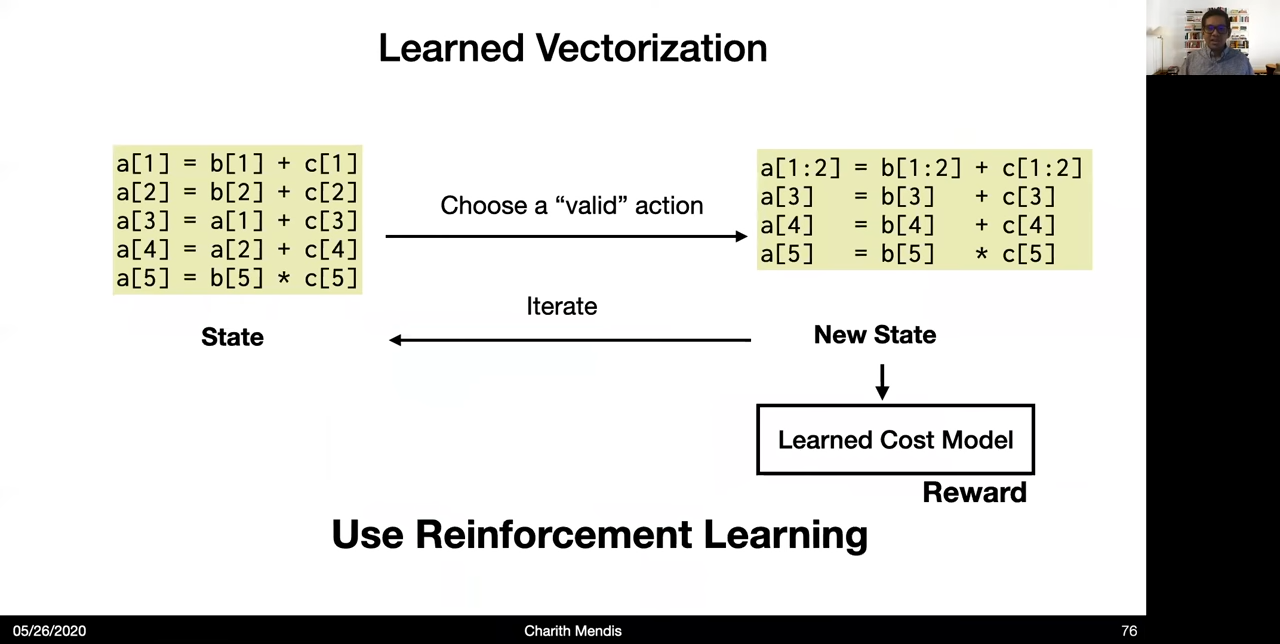 Learned Vectorization
a[1] = b[1] + c[1]
a[2] = b[2] + c[2]
a[3] = a[1] + c[3]
a[4] = a[2] + c[4]
a[5] = b[5] * c[5]
State
Choose a “valid” action
Iterate
a[1:2] = b[1:2] + c[1:2]
a[3] = b[3] + c[3]
a[4] = b[4] + c[4]
a[5] = b[5] * c[5]
New State
Learned Cost Model
Reward
Use Reinforcement Learning
05/26/2020
Charith Mendis
76